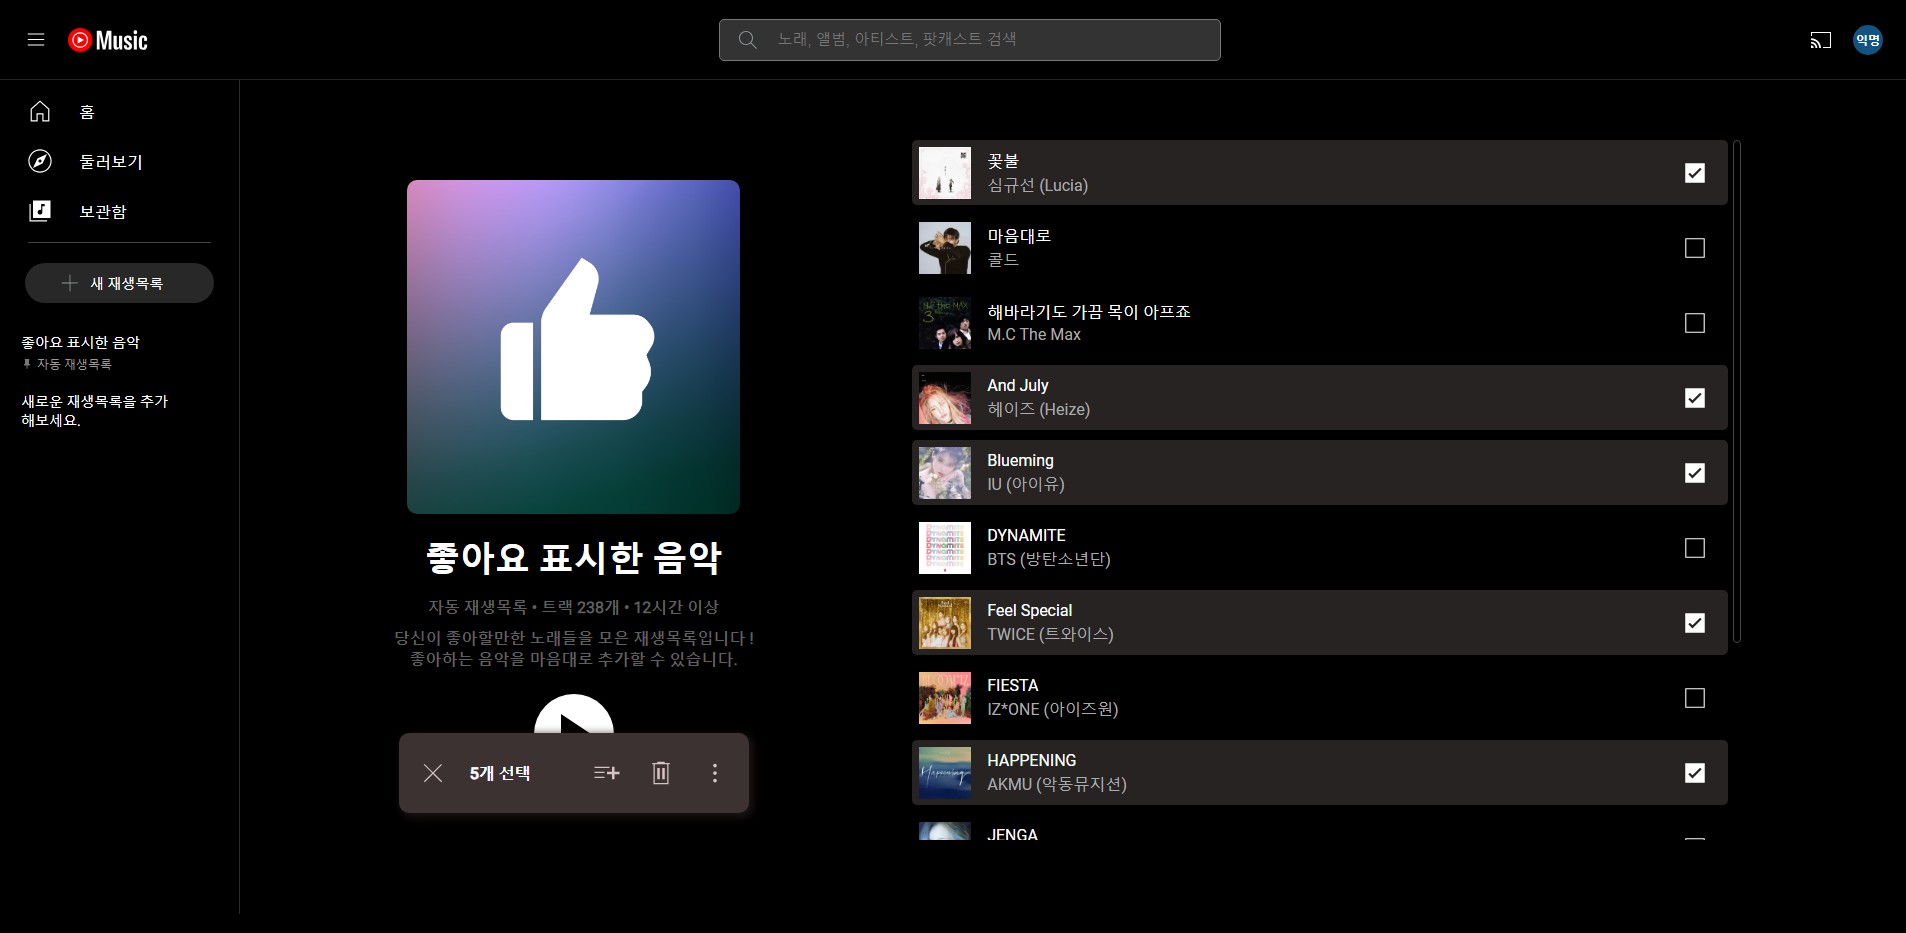 Music
노래, 앨범, 아티스트, 팟캐스트 검색
익명
홈
둘러보기
보관함
새 재생목록
좋아요 표시한 음악
자동 재생목록
새로운 재생목록을 추가
해보세요.
좋아요 표시한 음악
자동 재생목록 • 트랙 238개 • 12시간 이상
당신이 좋아할만한 노래들을 모은 재생목록입니다 !
좋아하는 음악을 마음대로 추가할 수 있습니다.
5개 선택
꽃불
심규선 (Lucia)
마음대로
콜드
해바라기도 가끔 목이 아프죠
M.C The Max
And July
헤이즈 (Heize)
Blueming
IU (아이유)
DYNAMITE
BTS (방탄소년단)
Feel Special
TWICE (트와이스)
FIESTA
IZ*ONE (아이즈원)
Happening
HAPPENING
AKMU (악동뮤지션)
JENGA